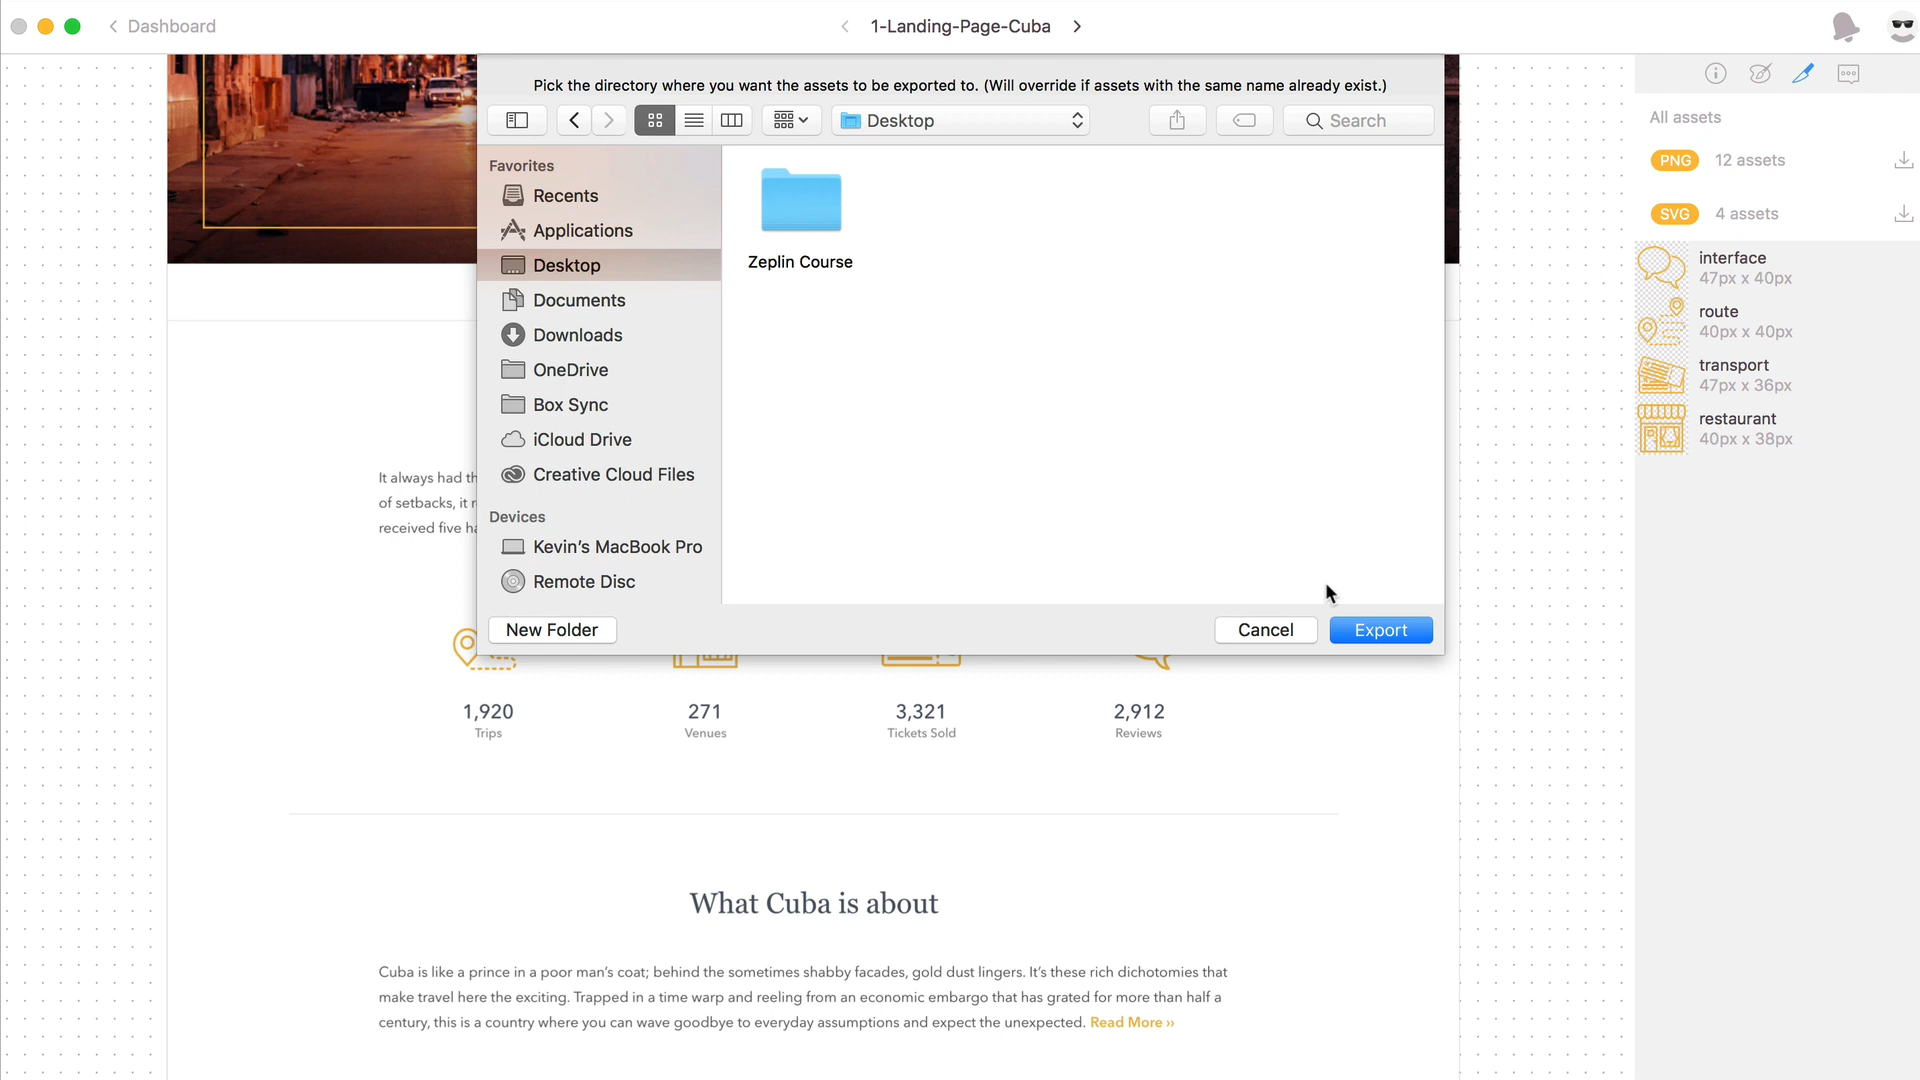 Dashboard
1-Landing-Page-Cuba
Pick the directory where you want the assets to be exported to. (Will override if assets with the same name already exist.)
Desktop
Search
Favorites
Recents
Applications
Desktop
Documents
Downloads
OneDrive
Box Sync
iCloud Drive
Creative Cloud Files
Devices
Kevin's MacBook Pro
Remote Disc
Zeplin Course
New Folder
Cancel
Export
All assets
PNG 12 assets
SVG 4 assets
interface
47px x 40px
route
40px x 40px
transport
47px x 36px
restaurant
40px x 38px
It always had
of setbacks, it
received five
1,920
Trips
271
Venues
3,321
Tickets Sold
2,912
Reviews
What Cuba is about
Cuba is like a prince in a poor man's coat; behind the sometimes shabby facades, gold dust lingers. It's these rich dichotomies that
make travel here the exciting. Trapped in a time warp and reeling from an economic embargo that has grated for more than half a
century, this is a country where you can wave goodbye to everyday assumptions and expect the unexpected. Read More ››